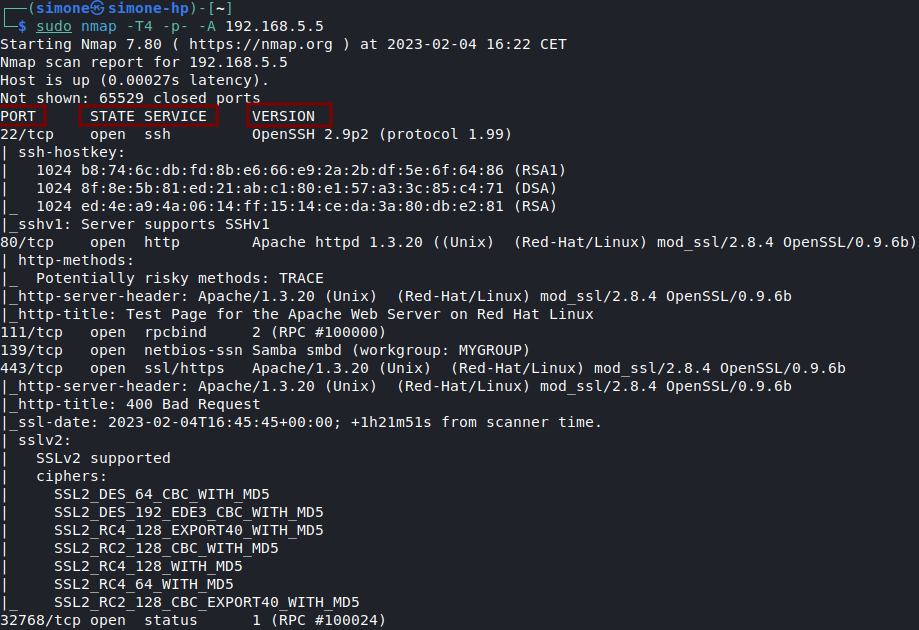 ┌──(simone㉿simone-hp)-[~]
└─$ sudo nmap -T4 -p- -A 192.168.5.5
Starting Nmap 7.80 ( https://nmap.org ) at 2023-02-04 16:22 CET
Nmap scan report for 192.168.5.5
Host is up (0.00027s latency).
Not shown: 65529 closed ports
PORT      STATE SERVICE     VERSION
22/tcp    open  ssh         OpenSSH 2.9p2 (protocol 1.99)
| ssh-hostkey:
|   1024 b8:74:6c:db:fd:8b:e6:66:e9:2a:2b:df:5e:6f:64:86 (RSA1)
|   1024 8f:8e:5b:81:ed:21:ab:c1:80:e1:57:a3:3c:85:c4:71 (DSA)
|_  1024 ed:4e:a9:4a:06:14:ff:15:14:ce:da:3a:80:db:e2:81 (RSA)
|_sshv1: Server supports SSHv1
80/tcp    open  http        Apache httpd 1.3.20 ((Unix)  (Red-Hat/Linux) mod_ssl/2.8.4 OpenSSL/0.9.6b)
| http-methods:
|_  Potentially risky methods: TRACE
|_http-server-header: Apache/1.3.20 (Unix)  (Red-Hat/Linux) mod_ssl/2.8.4 OpenSSL/0.9.6b
|_http-title: Test Page for the Apache Web Server on Red Hat Linux
111/tcp   open  rpcbind     2 (RPC #100000)
139/tcp   open  netbios-ssn Samba smbd (workgroup: MYGROUP)
443/tcp   open  ssl/https   Apache/1.3.20 (Unix)  (Red-Hat/Linux) mod_ssl/2.8.4 OpenSSL/0.9.6b
|_http-server-header: Apache/1.3.20 (Unix)  (Red-Hat/Linux) mod_ssl/2.8.4 OpenSSL/0.9.6b
|_http-title: 400 Bad Request
|_ssl-date: 2023-02-04T16:45:45+00:00; +1h21m51s from scanner time.
| sslv2:
|   SSLv2 supported
|   ciphers:
|     SSL2_DES_64_CBC_WITH_MD5
|     SSL2_DES_192_EDE3_CBC_WITH_MD5
|     SSL2_RC4_128_EXPORT40_WITH_MD5
|     SSL2_RC2_128_CBC_WITH_MD5
|     SSL2_RC4_128_WITH_MD5
|     SSL2_RC4_64_WITH_MD5
|_    SSL2_RC2_128_CBC_EXPORT40_WITH_MD5
32768/tcp open  status      1 (RPC #100024)